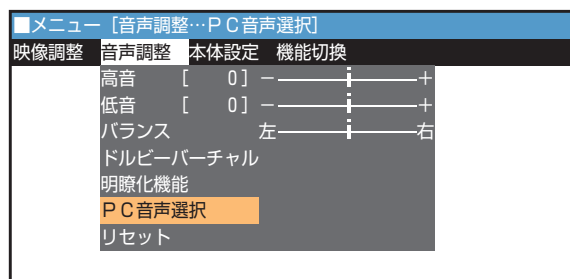 ■メニュー [音声調整…ＰＣ音声選択]
映像調整 音声調整 本体設定 機能切換
高音 [ 0] − +
低音 [ 0] − +
バランス 左 右
ドルビーバーチャル
明瞭化機能
ＰＣ音声選択
リセット